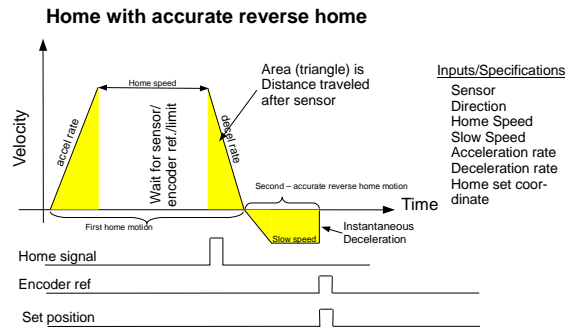 Home with accurate reverse home
Velocity
accel rate
Home speed
Wait for sensor/
encoder ref./limit
decel rate
Area (triangle) is
Distance traveled
after sensor
Inputs/Specifications
Sensor
Direction
Home Speed
Slow Speed
Acceleration rate
Deceleration rate
Home set coor-
dinate
Second – accurate reverse home motion
Time
First home motion
Slow speed
Instantaneous
Deceleration
Home signal
Encoder ref
Set position